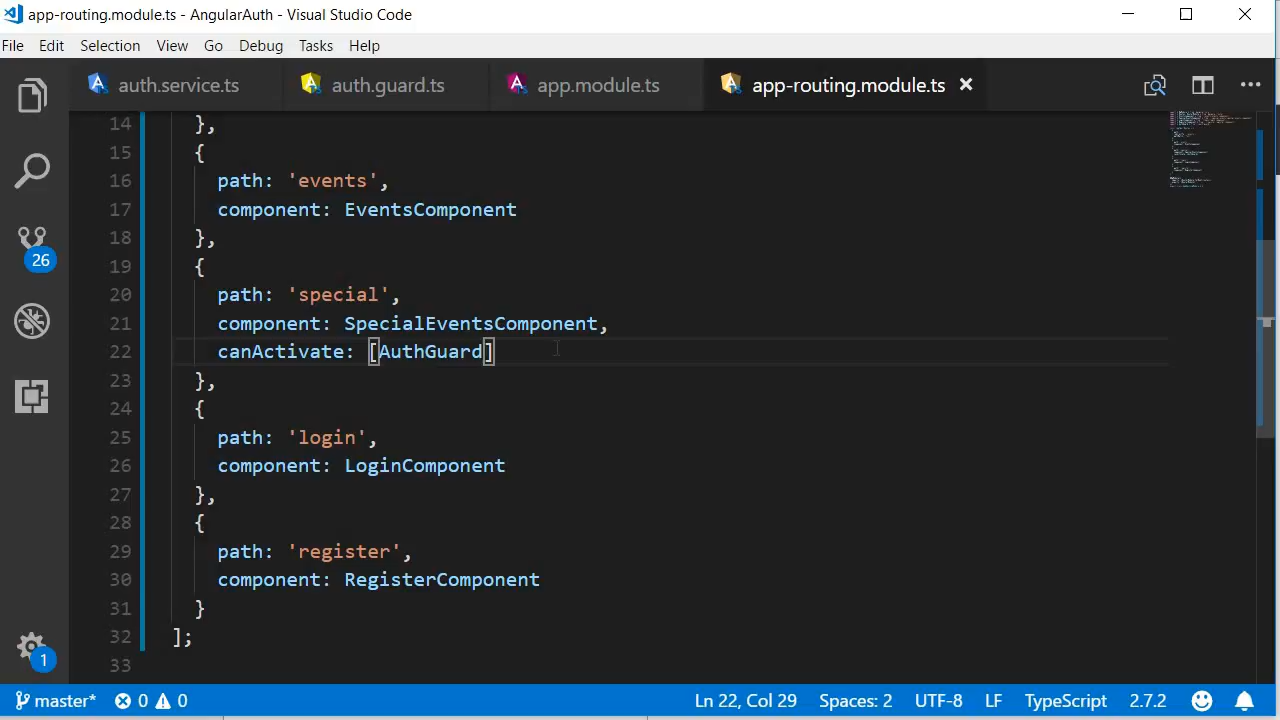 app-routing.module.ts - AngularAuth - Visual Studio Code
File Edit Selection View Go Debug Tasks Help
auth.service.ts auth.guard.ts app.module.ts app-routing.module.ts
14 },
15 {
16 path: 'events',
17 component: EventsComponent
18 },
19 {
20 path: 'special',
21 component: SpecialEventsComponent,
22 canActivate: [AuthGuard]
23 },
24 {
25 path: 'login',
26 component: LoginComponent
27 },
28 {
29 path: 'register',
30 component: RegisterComponent
31 }
32 ];
33
26
1
master* 0 0 Ln 22, Col 29 Spaces: 2 UTF-8 LF TypeScript 2.7.2